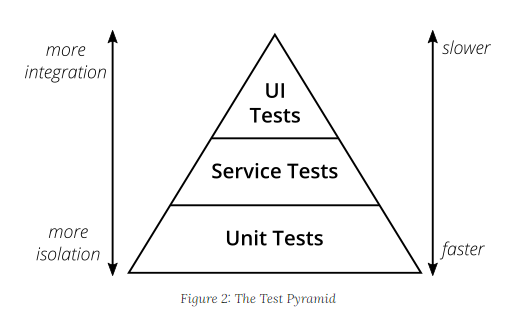 more
integration
slower
UI
Tests
Service Tests
Unit Tests
more
isolation
faster
Figure 2: The Test Pyramid